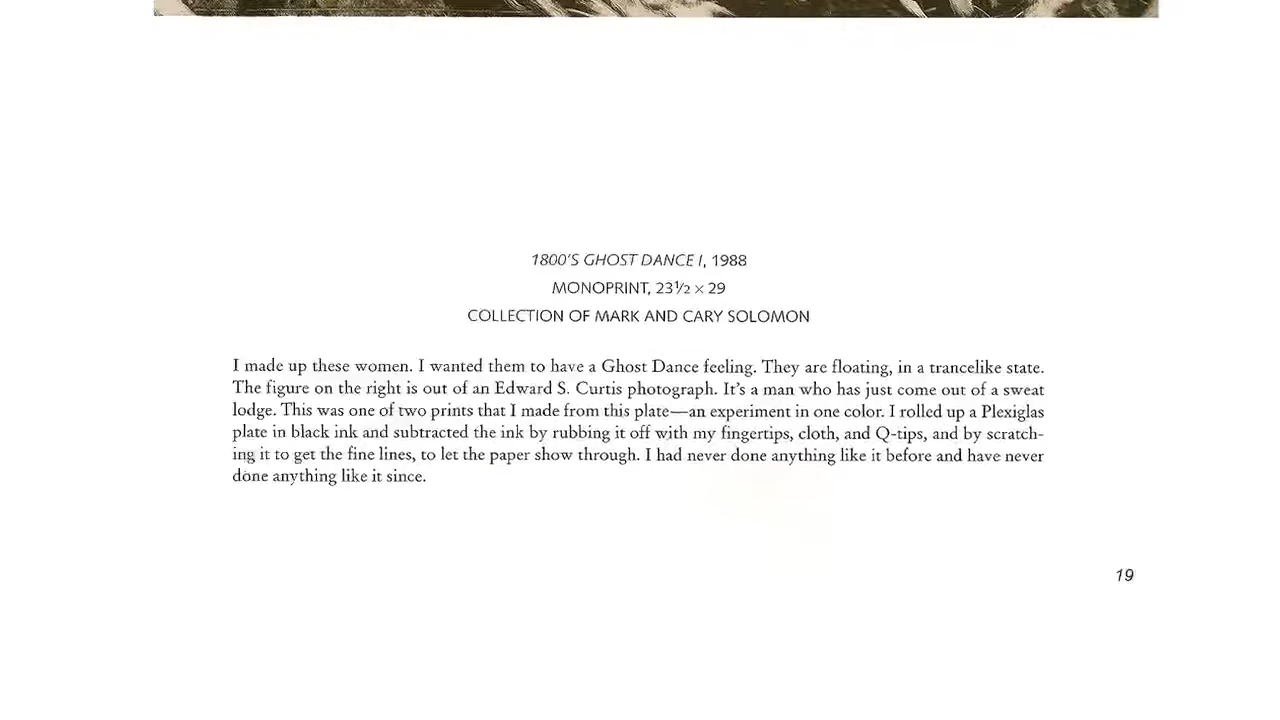 1800'S GHOST DANCE I, 1988
MONOPRINT, 23½ × 29
COLLECTION OF MARK AND CARY SOLOMON
I made up these women. I wanted them to have a Ghost Dance feeling. They are floating, in a trancelike state.
The figure on the right is out of an Edward S. Curtis photograph. It's a man who has just come out of a sweat
lodge. This was one of two prints that I made from this plate—an experiment in one color. I rolled up a Plexiglas
plate in black ink and subtracted the ink by rubbing it off with my fingertips, cloth, and Q-tips, and by scratch-
ing it to get the fine lines, to let the paper show through. I had never done anything like it before and have never
done anything like it since.
19